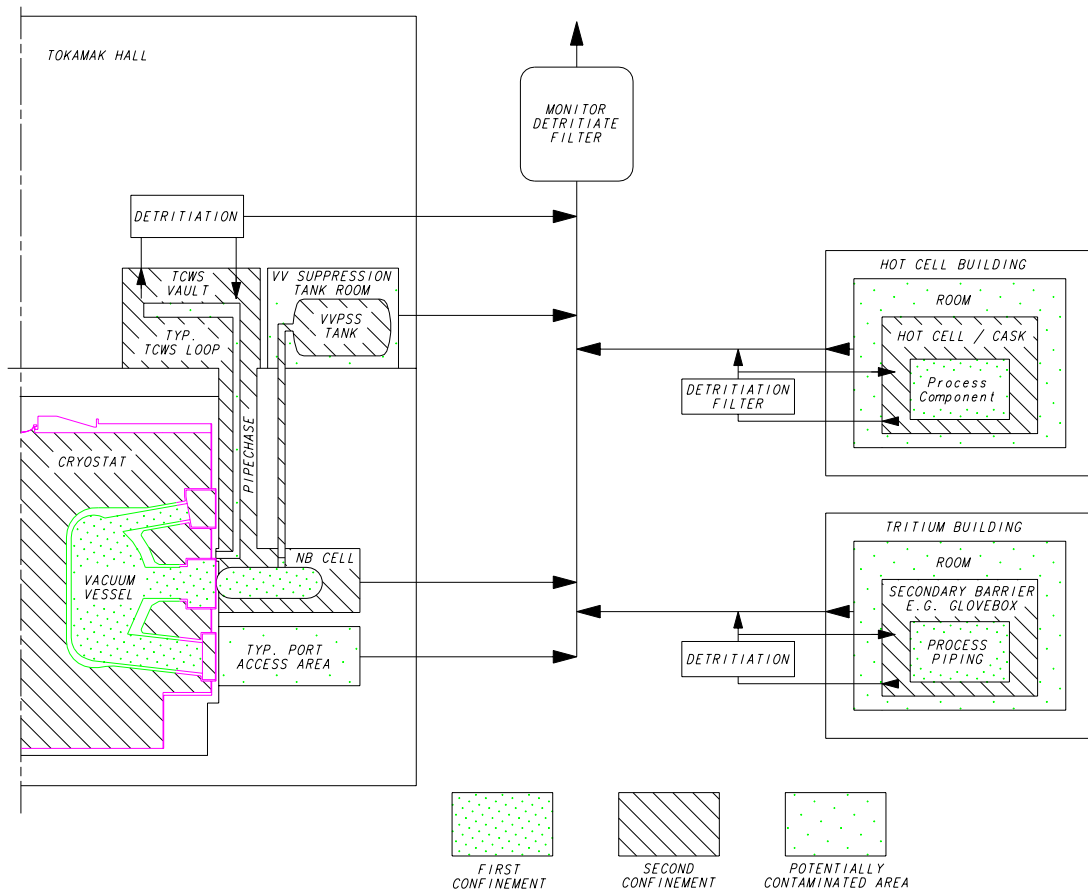 TOKAMAK HALL
MONITOR
DETRITIATE
FILTER
DETRITIATION
TCWS
VAULT
TYP.
TCWS LOOP
VV SUPPRESSION
TANK ROOM
VVPSS
TANK
PIPECHASE
CRYOSTAT
VACUUM
VESSEL
NB CELL
TYP. PORT
ACCESS AREA
HOT CELL BUILDING
ROOM
HOT CELL / CASK
Process
Component
DETRITIATION
FILTER
TRITIUM BUILDING
ROOM
SECONDARY BARRIER
E.G. GLOVEBOX
PROCESS
PIPING
DETRITIATION
FIRST
CONFINEMENT
SECOND
CONFINEMENT
POTENTIALLY
CONTAMINATED AREA